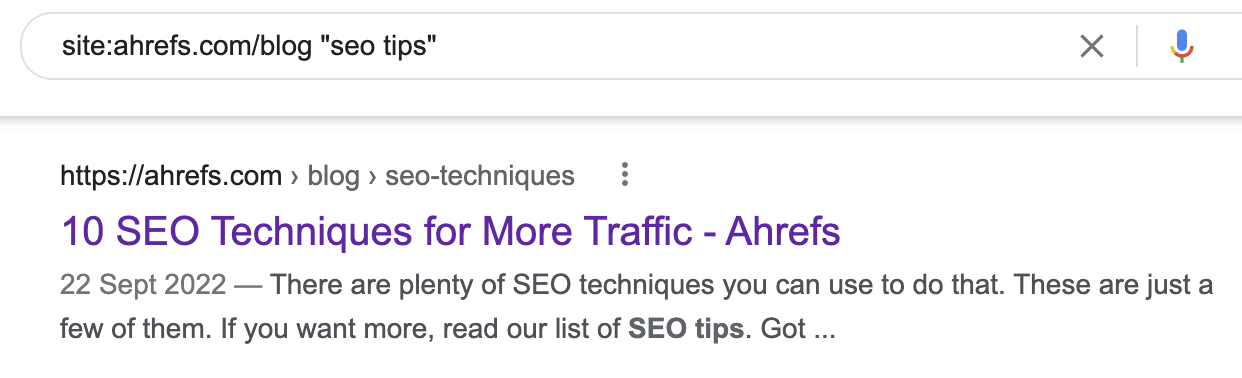 site:ahrefs.com/blog "seo tips"
https://ahrefs.com › blog › seo-techniques
10 SEO Techniques for More Traffic - Ahrefs
22 Sept 2022 — There are plenty of SEO techniques you can use to do that. These are just a
few of them. If you want more, read our list of SEO tips. Got ...